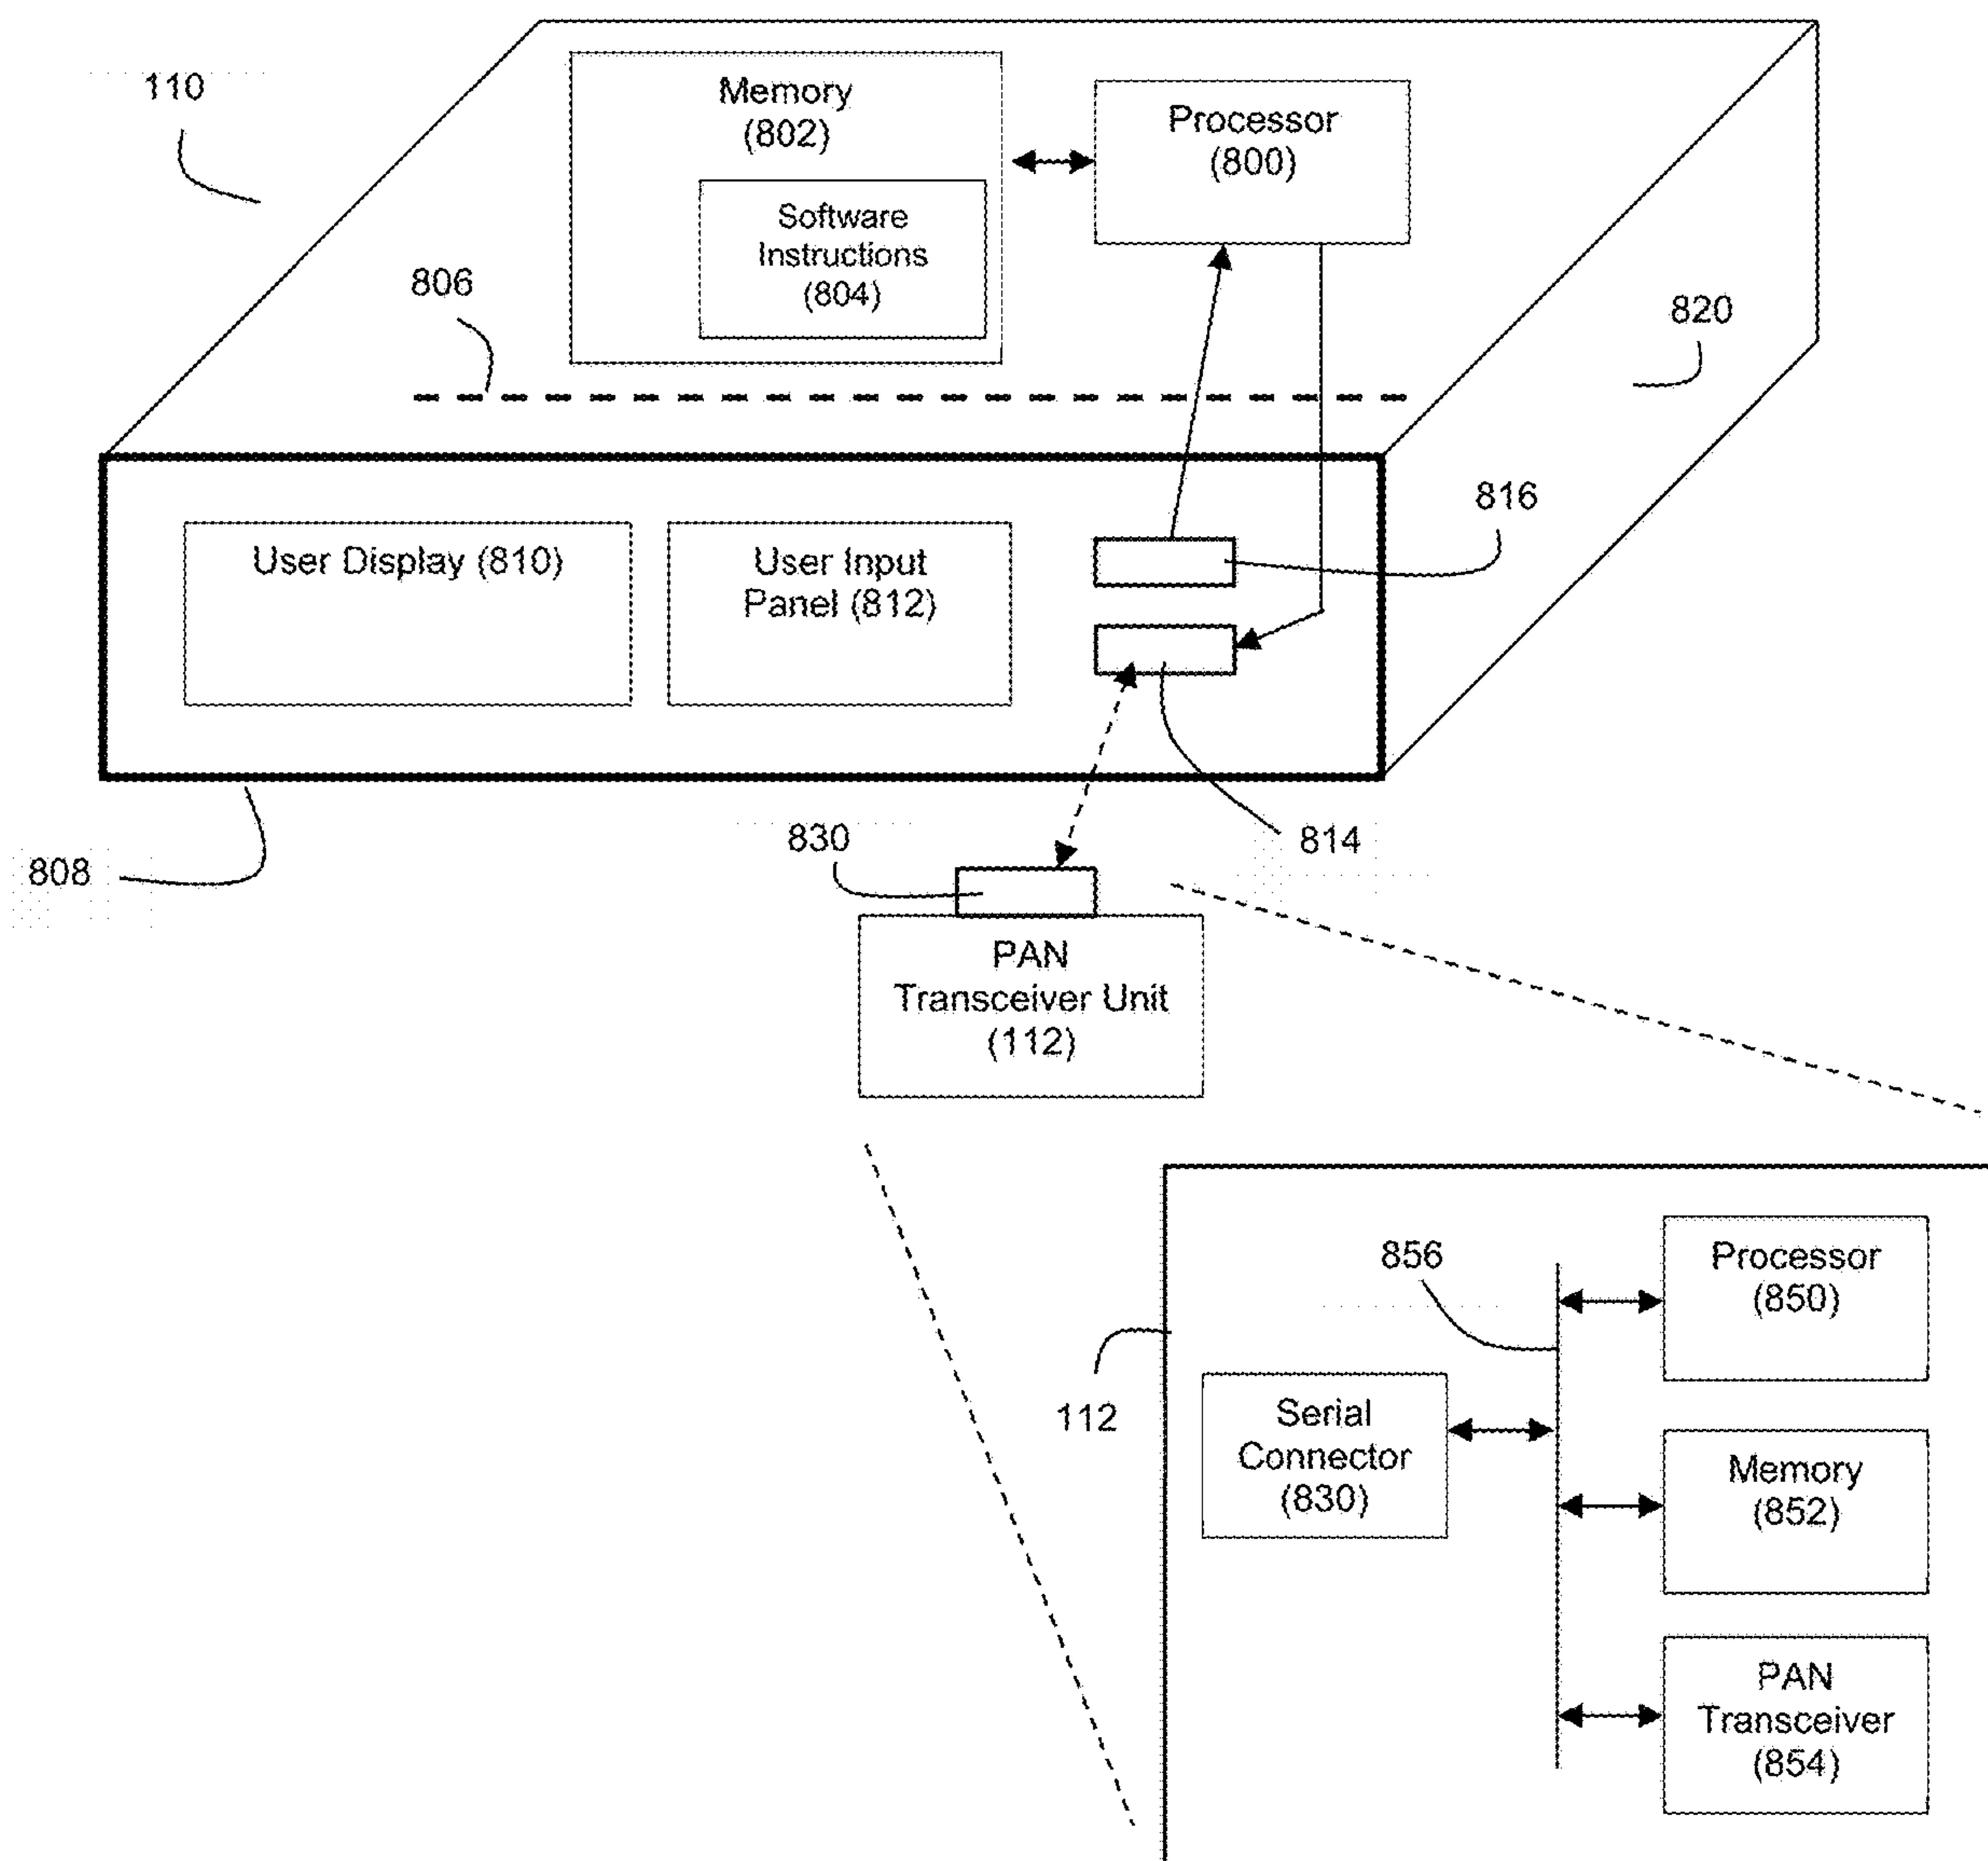 110
Memory
(802)
Processor
(800)
Software
Instructions
(804)
806
820
816
User Display (810)
User Input
Panel (812)
830
814
808
PAN
Transceiver Unit
(112)
856
Processor
(850)
112
Serial
Connector
(830)
Memory
(852)
PAN
Transceiver
(854)